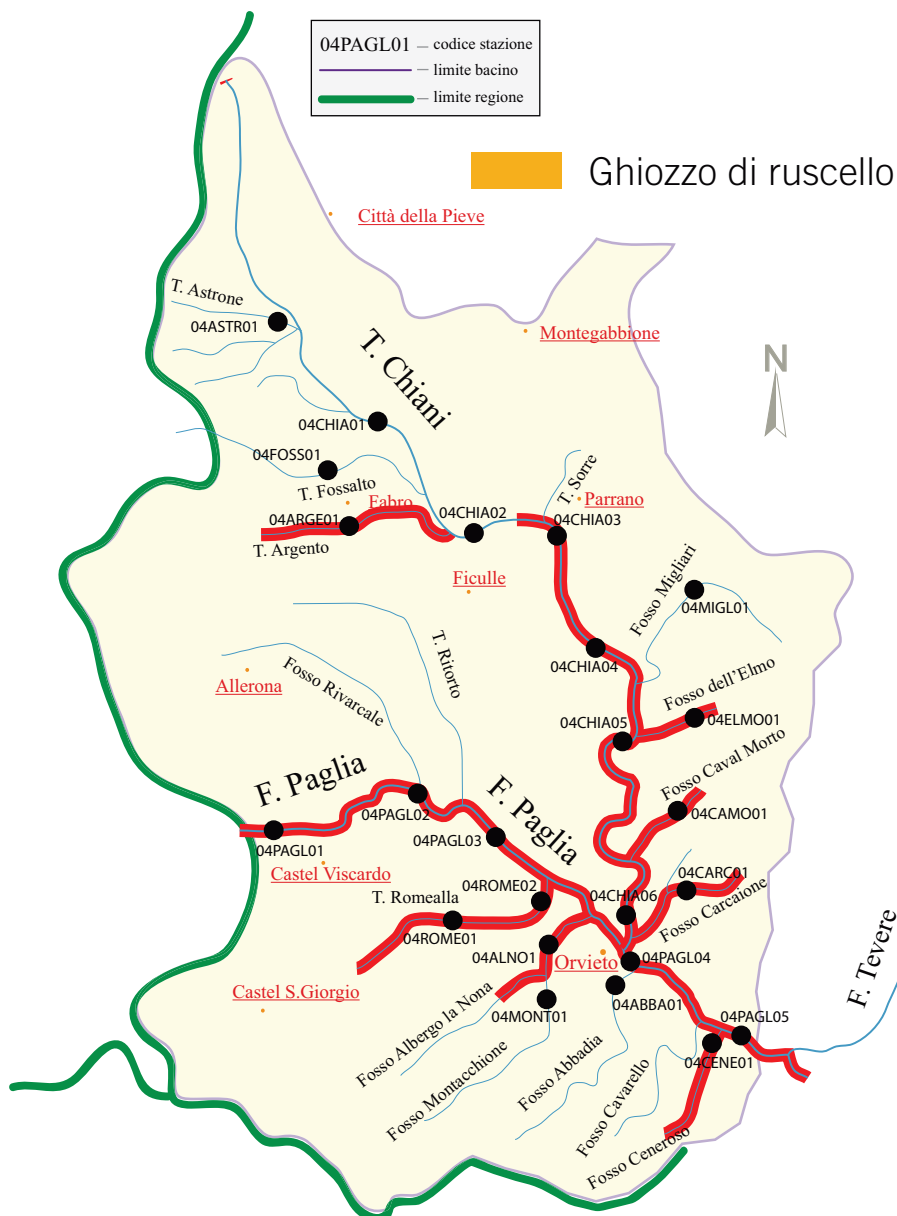 04PAGL01 – codice stazione
– limite bacino
– limite regione
Ghiozzo di ruscello
Città della Pieve
T. Astrone
04ASTR01
Montegabbione
N
T. Chiani
04CHIA01
04FOSS01
T. Fossalto
T. Sorre
Fabro
Parrano
04ARGE01
04CHIA02
04CHIA03
T. Argento
Ficulle
Fosso Migliari
04MIGL01
04CHIA04
T. Ritorto
Allerona
Fosso Rivarcale
Fosso dell'Elmo
04ELMO01
04CHIA05
Fosso Caval Morto
F. Paglia
F. Paglia
04PAGL02
04CAMO01
04PAGL01
04PAGL03
Castel Viscardo
04CARC01
04ROME02
T. Romealla
04CHIA06
Fosso Carcaione
04ROME01
04ALNO1
Orvieto
04PAGL04
Castel S.Giorgio
04MONT01
04ABBA01
F. Tevere
04PAGL05
Fosso Albergo la Nona
04CENE01
Fosso Montacchione
Fosso Abbadia
Fosso Cavarello
Fosso Ceneroso